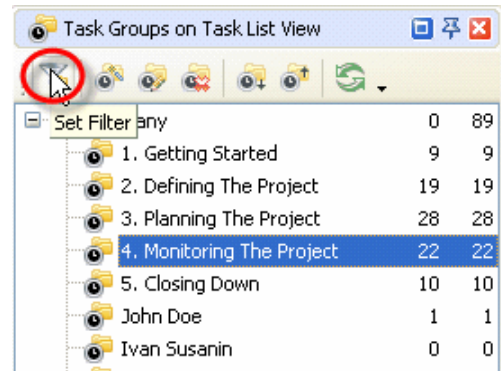 Task Groups on Task List View
Set Filter
any 0 89
1. Getting Started 9 9
2. Defining The Project 19 19
3. Planning The Project 28 28
4. Monitoring The Project 22 22
5. Closing Down 10 10
John Doe 1 1
Ivan Susanin 0 0